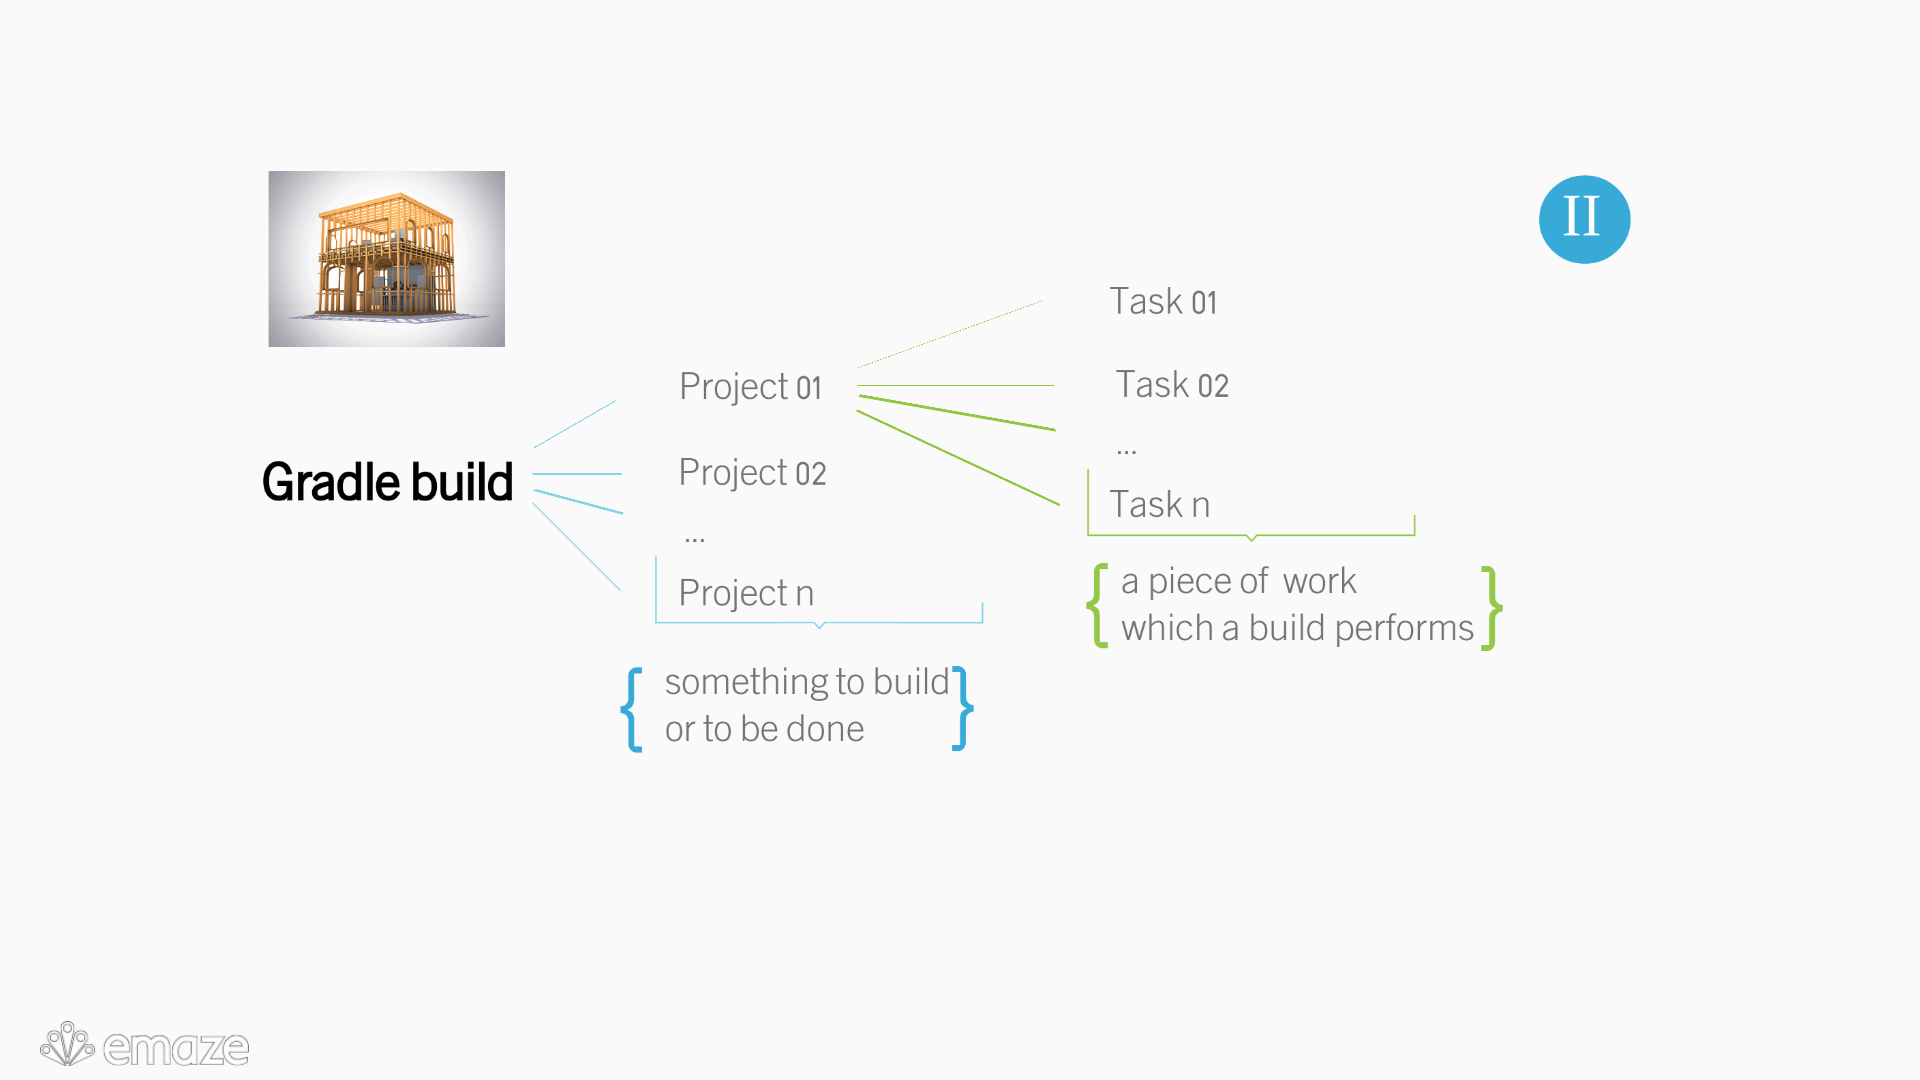 II
Gradle build
Project 01
Project 02
...
Project n
{ something to build
or to be done }
Task 01
Task 02
...
Task n
{ a piece of  work
which a build performs }
emaze